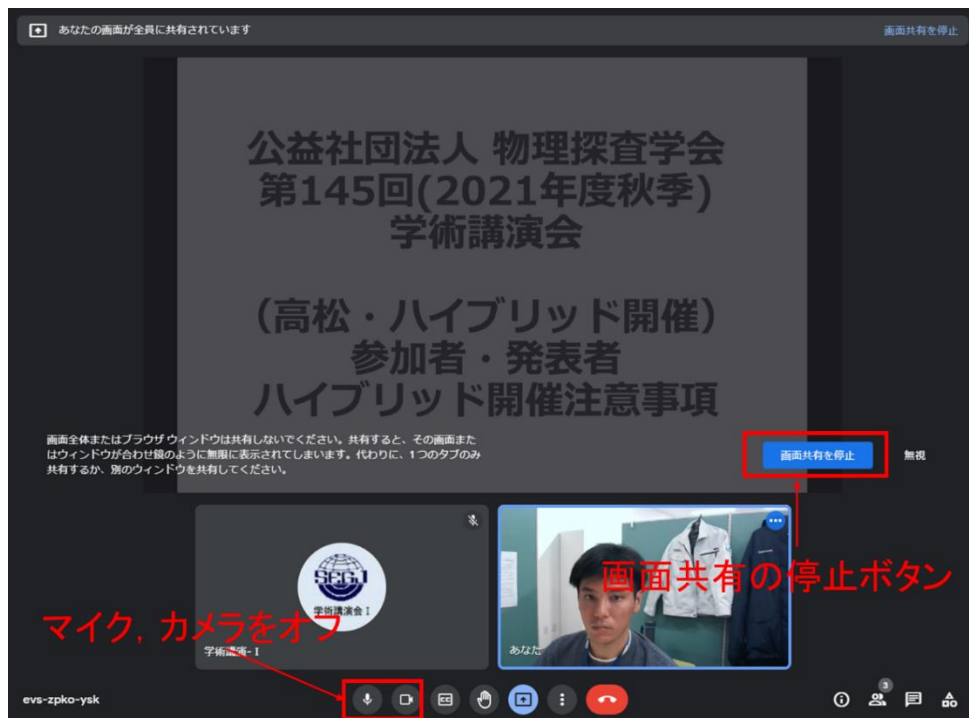 あなたの画面が全員に共有されています
画面共有を停止
公益社団法人 物理探査学会
第145回(2021年度秋季)
学術講演会
（高松・ハイブリッド開催）
参加者・発表者
ハイブリッド開催注意事項
画面全体またはブラウザ ウィンドウは共有しないでください。共有すると、その画面また
はウィンドウが合わせ鏡のように無限に表示されてしまいます。代わりに、1つのタブのみ
共有するか、別のウィンドウを共有してください。
画面共有を停止
無視
SEGJ
学術講演会 I
画面共有の停止ボタン
マイク，カメラをオフ
学術講演- I
あなた
evs-zpko-ysk
CC
3